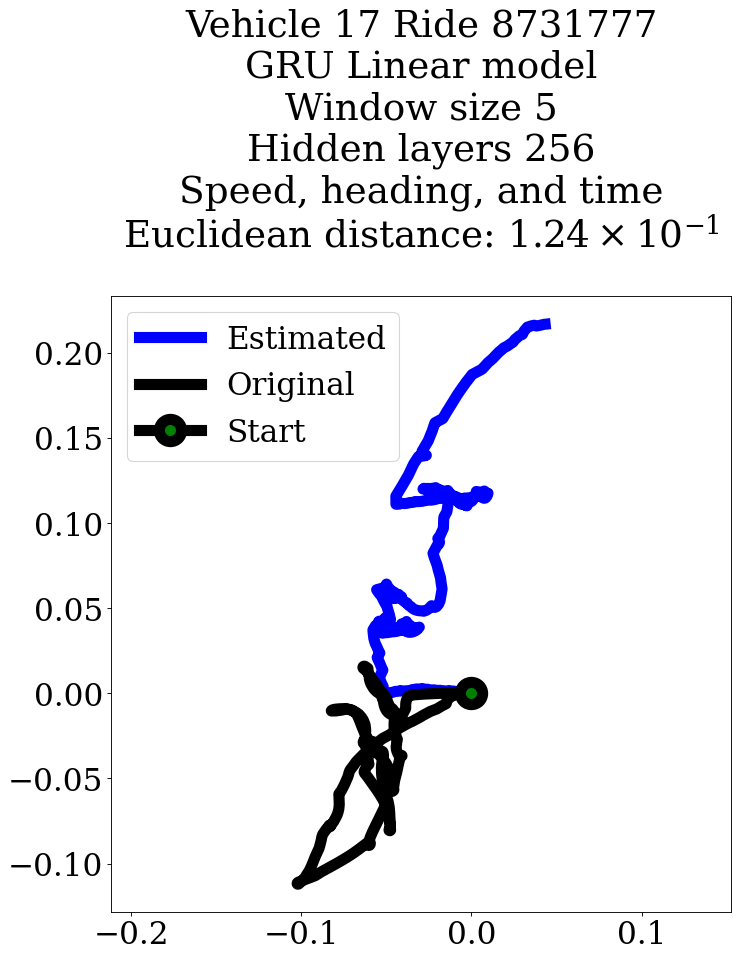 Vehicle 17 Ride 8731777
GRU Linear model
Window size 5
Hidden layers 256
Speed, heading, and time
Euclidean distance: 1.24 × 10⁻¹
Estimated
Original
Start
0.20
0.15
0.10
0.05
0.00
−0.05
−0.10
−0.2
−0.1
0.0
0.1